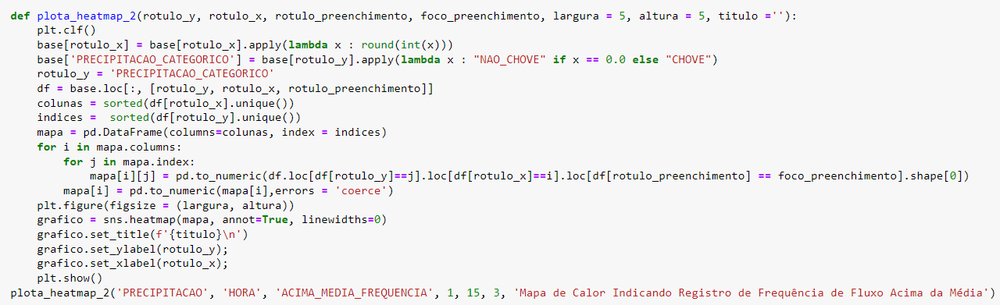 def plota_heatmap_2(rotulo_y, rotulo_x, rotulo_preenchimento, foco_preenchimento, largura = 5, altura = 5, titulo =''):
    plt.clf()
    base[rotulo_x] = base[rotulo_x].apply(lambda x : round(int(x)))
    base['PRECIPITACAO_CATEGORICO'] = base[rotulo_y].apply(lambda x : "NAO_CHOVE" if x == 0.0 else "CHOVE")
    rotulo_y = 'PRECIPITACAO_CATEGORICO'
    df = base.loc[:, [rotulo_y, rotulo_x, rotulo_preenchimento]]
    colunas = sorted(df[rotulo_x].unique())
    indices =  sorted(df[rotulo_y].unique())
    mapa = pd.DataFrame(columns=colunas, index = indices)
    for i in mapa.columns:
        for j in mapa.index:
            mapa[i][j] = pd.to_numeric(df.loc[df[rotulo_y]==j].loc[df[rotulo_x]==i].loc[df[rotulo_preenchimento] == foco_preenchimento].shape[0])
        mapa[i] = pd.to_numeric(mapa[i],errors = 'coerce')
    plt.figure(figsize = (largura, altura))
    grafico = sns.heatmap(mapa, annot=True, linewidths=0)
    grafico.set_title(f'{titulo}\n')
    grafico.set_ylabel(rotulo_y);
    grafico.set_xlabel(rotulo_x);
    plt.show()
plota_heatmap_2('PRECIPITACAO', 'HORA', 'ACIMA_MEDIA_FREQUENCIA', 1, 15, 3, 'Mapa de Calor Indicando Registro de Frequência de Fluxo Acima da Média')